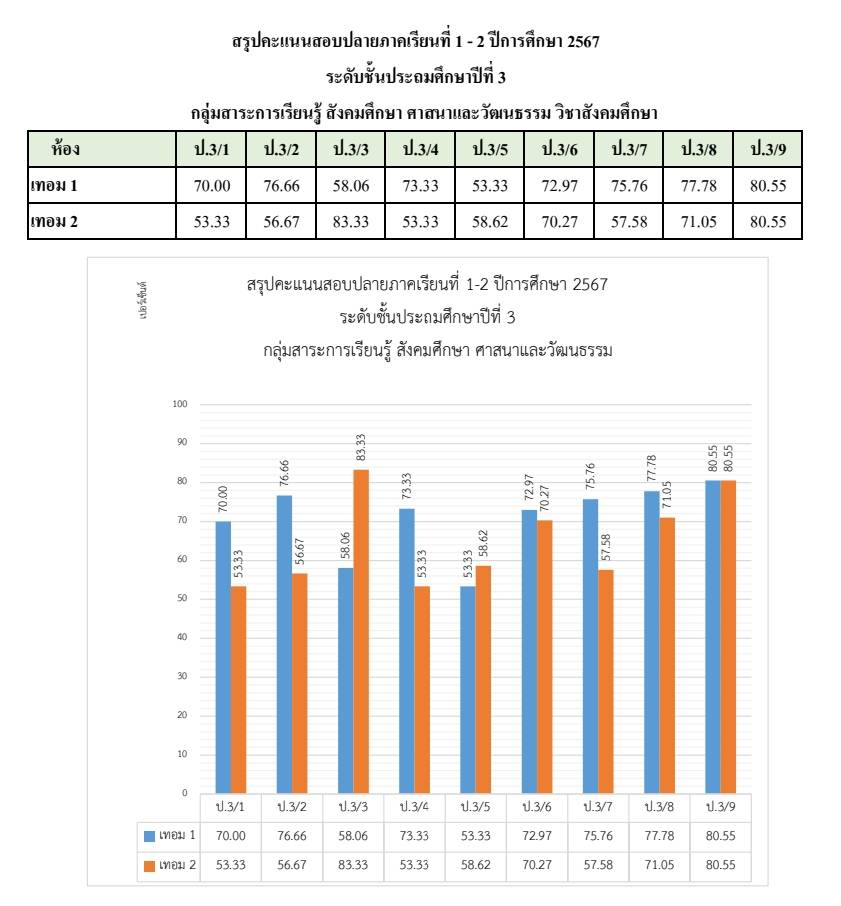 สรุปคะแนนสอบปลายภาคเรียนที่ 1 - 2 ปีการศึกษา 2567
ระดับชั้นประถมศึกษาปีที่ 3
กลุ่มสาระการเรียนรู้ สังคมศึกษา ศาสนาและวัฒนธรรม วิชาสังคมศึกษา
ห้อง ป.3/1 ป.3/2 ป.3/3 ป.3/4 ป.3/5 ป.3/6 ป.3/7 ป.3/8 ป.3/9
เทอม 1 70.00 76.66 58.06 73.33 53.33 72.97 75.76 77.78 80.55
เทอม 2 53.33 56.67 83.33 53.33 58.62 70.27 57.58 71.05 80.55
เปอร์เซ็นต์
สรุปคะแนนสอบปลายภาคเรียนที่ 1-2 ปีการศึกษา 2567
ระดับชั้นประถมศึกษาปีที่ 3
กลุ่มสาระการเรียนรู้ สังคมศึกษา ศาสนาและวัฒนธรรม
100
90
80
70
60
50
40
30
20
10
0
70.00 53.33 76.66 56.67 58.06 83.33 73.33 53.33 53.33 58.62 72.97 70.27 75.76 57.58 77.78 71.05 80.55 80.55
ป.3/1 ป.3/2 ป.3/3 ป.3/4 ป.3/5 ป.3/6 ป.3/7 ป.3/8 ป.3/9
เทอม 1 70.00 76.66 58.06 73.33 53.33 72.97 75.76 77.78 80.55
เทอม 2 53.33 56.67 83.33 53.33 58.62 70.27 57.58 71.05 80.55